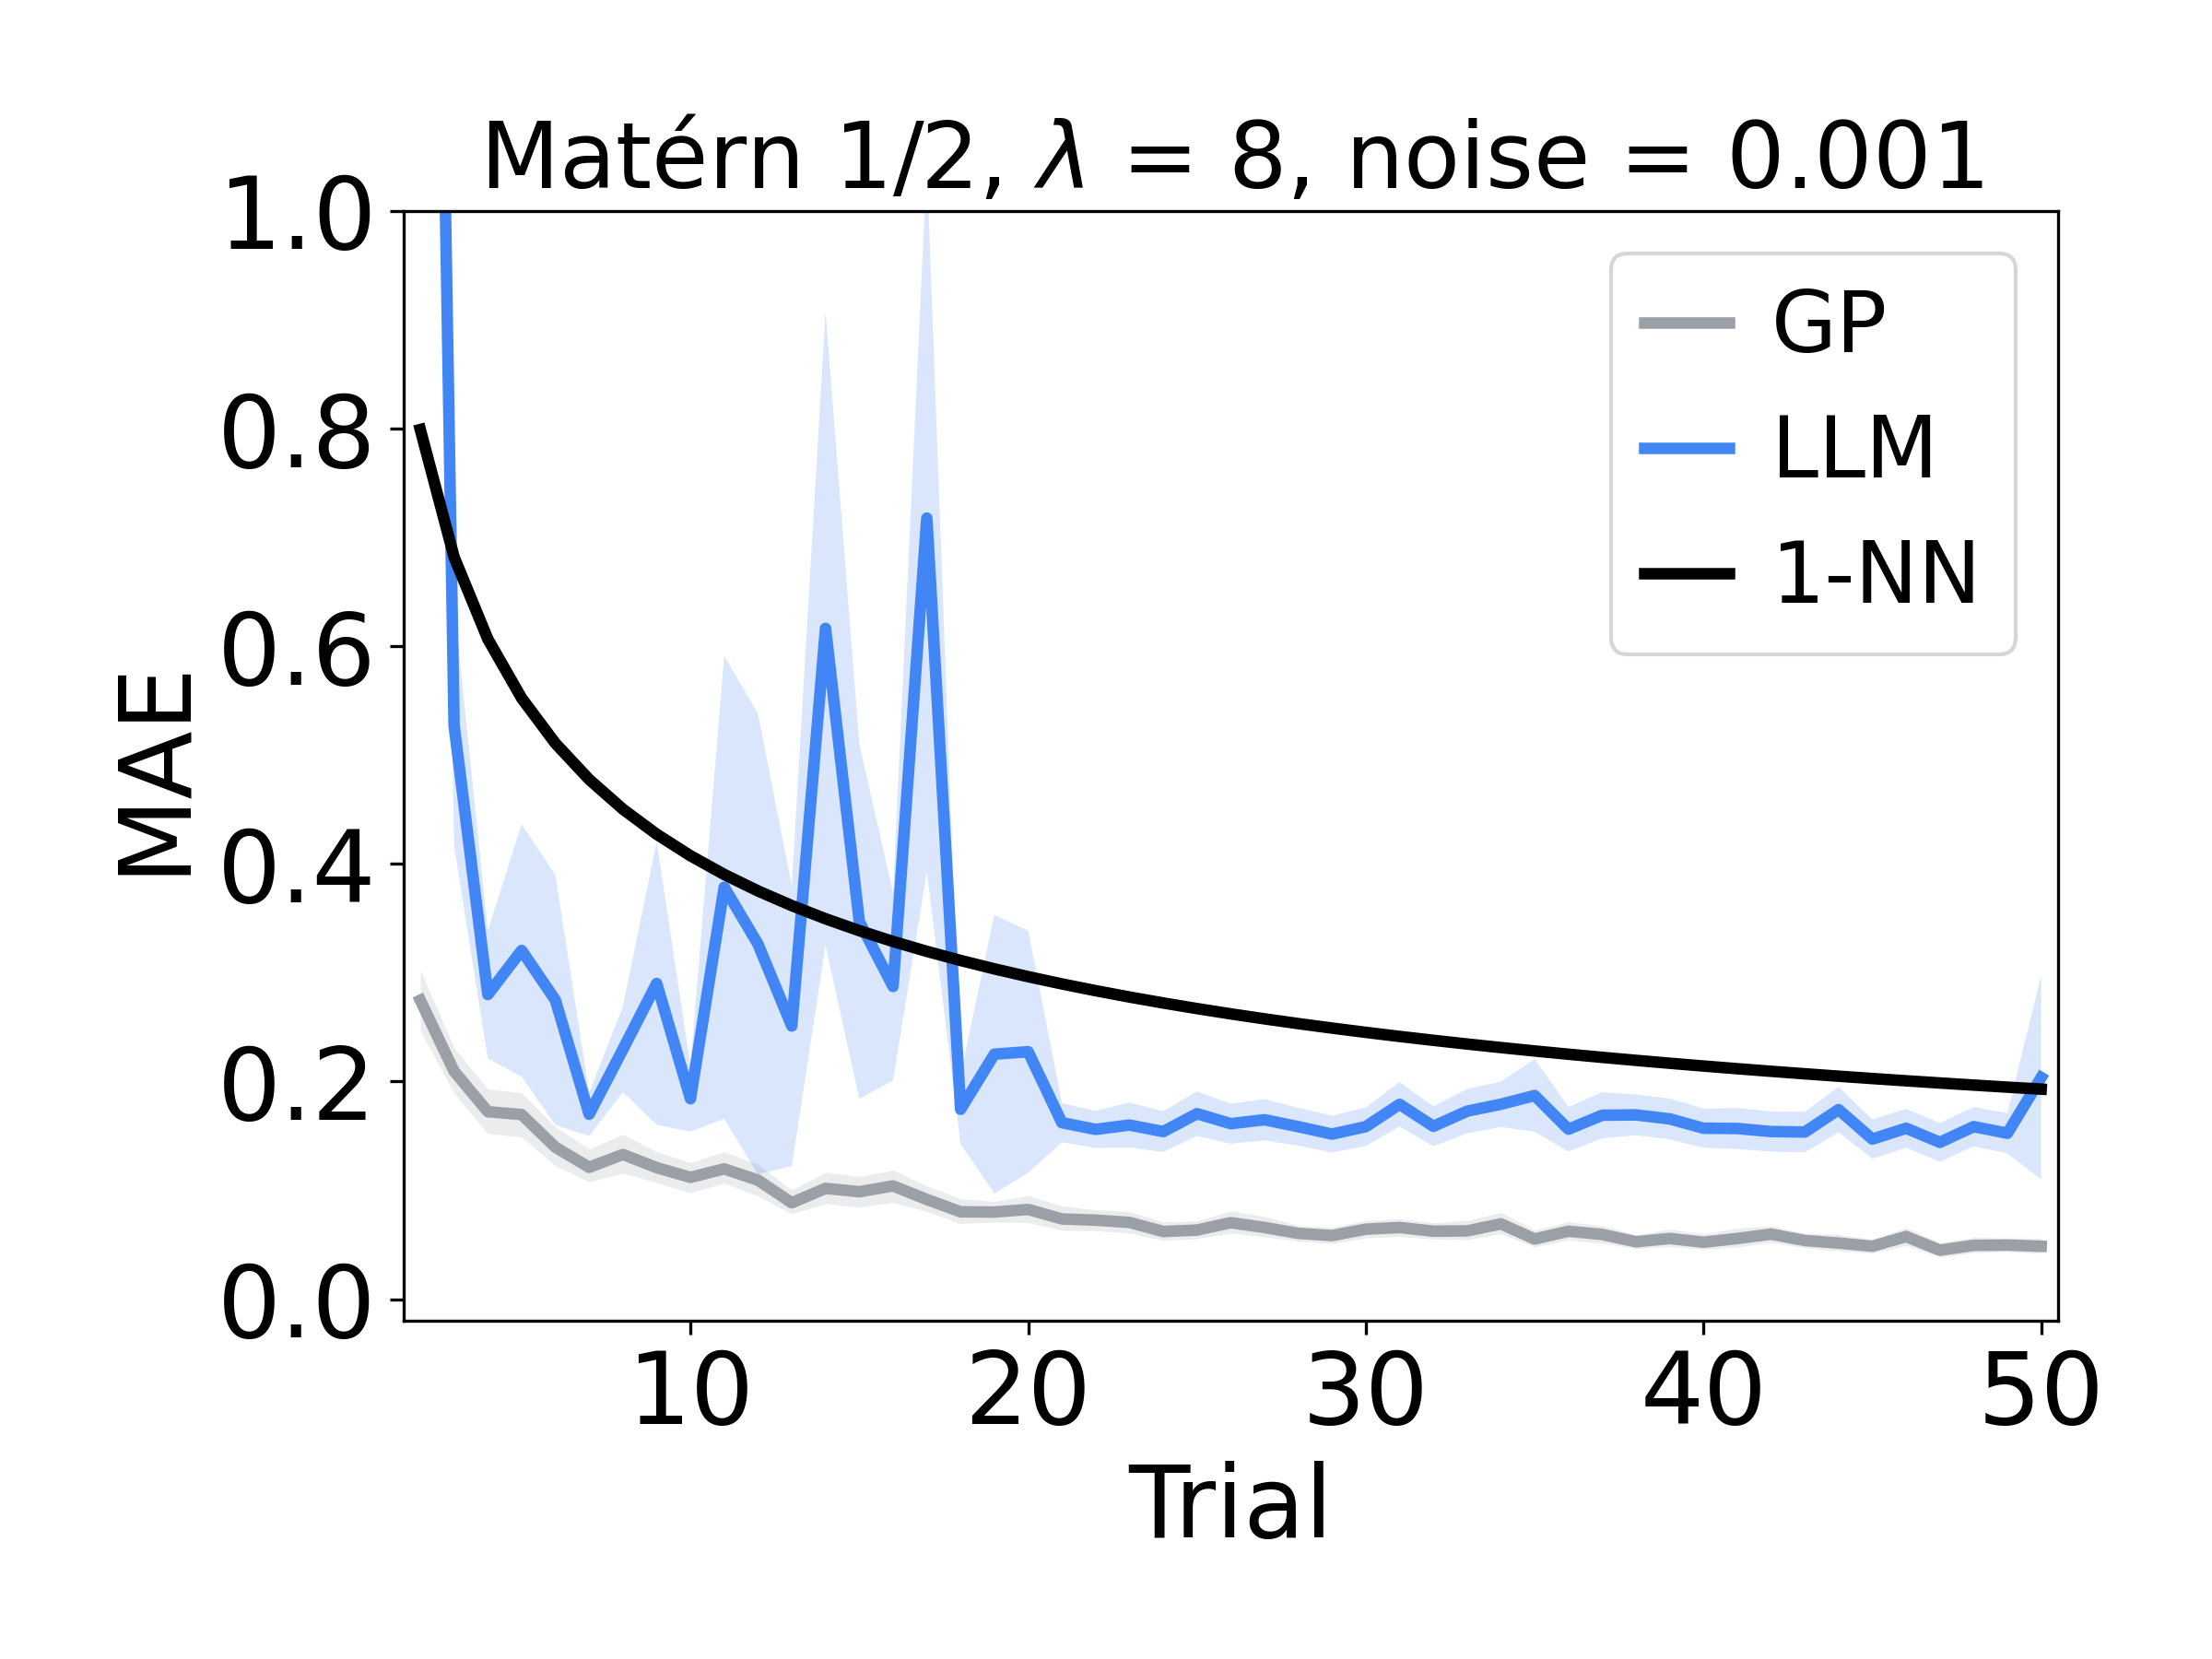 Matérn 1/2, λ = 8, noise = 0.001
1.0
0.8
0.6
0.4
0.2
0.0
MAE
GP
LLM
1-NN
10 20 30 40 50
Trial